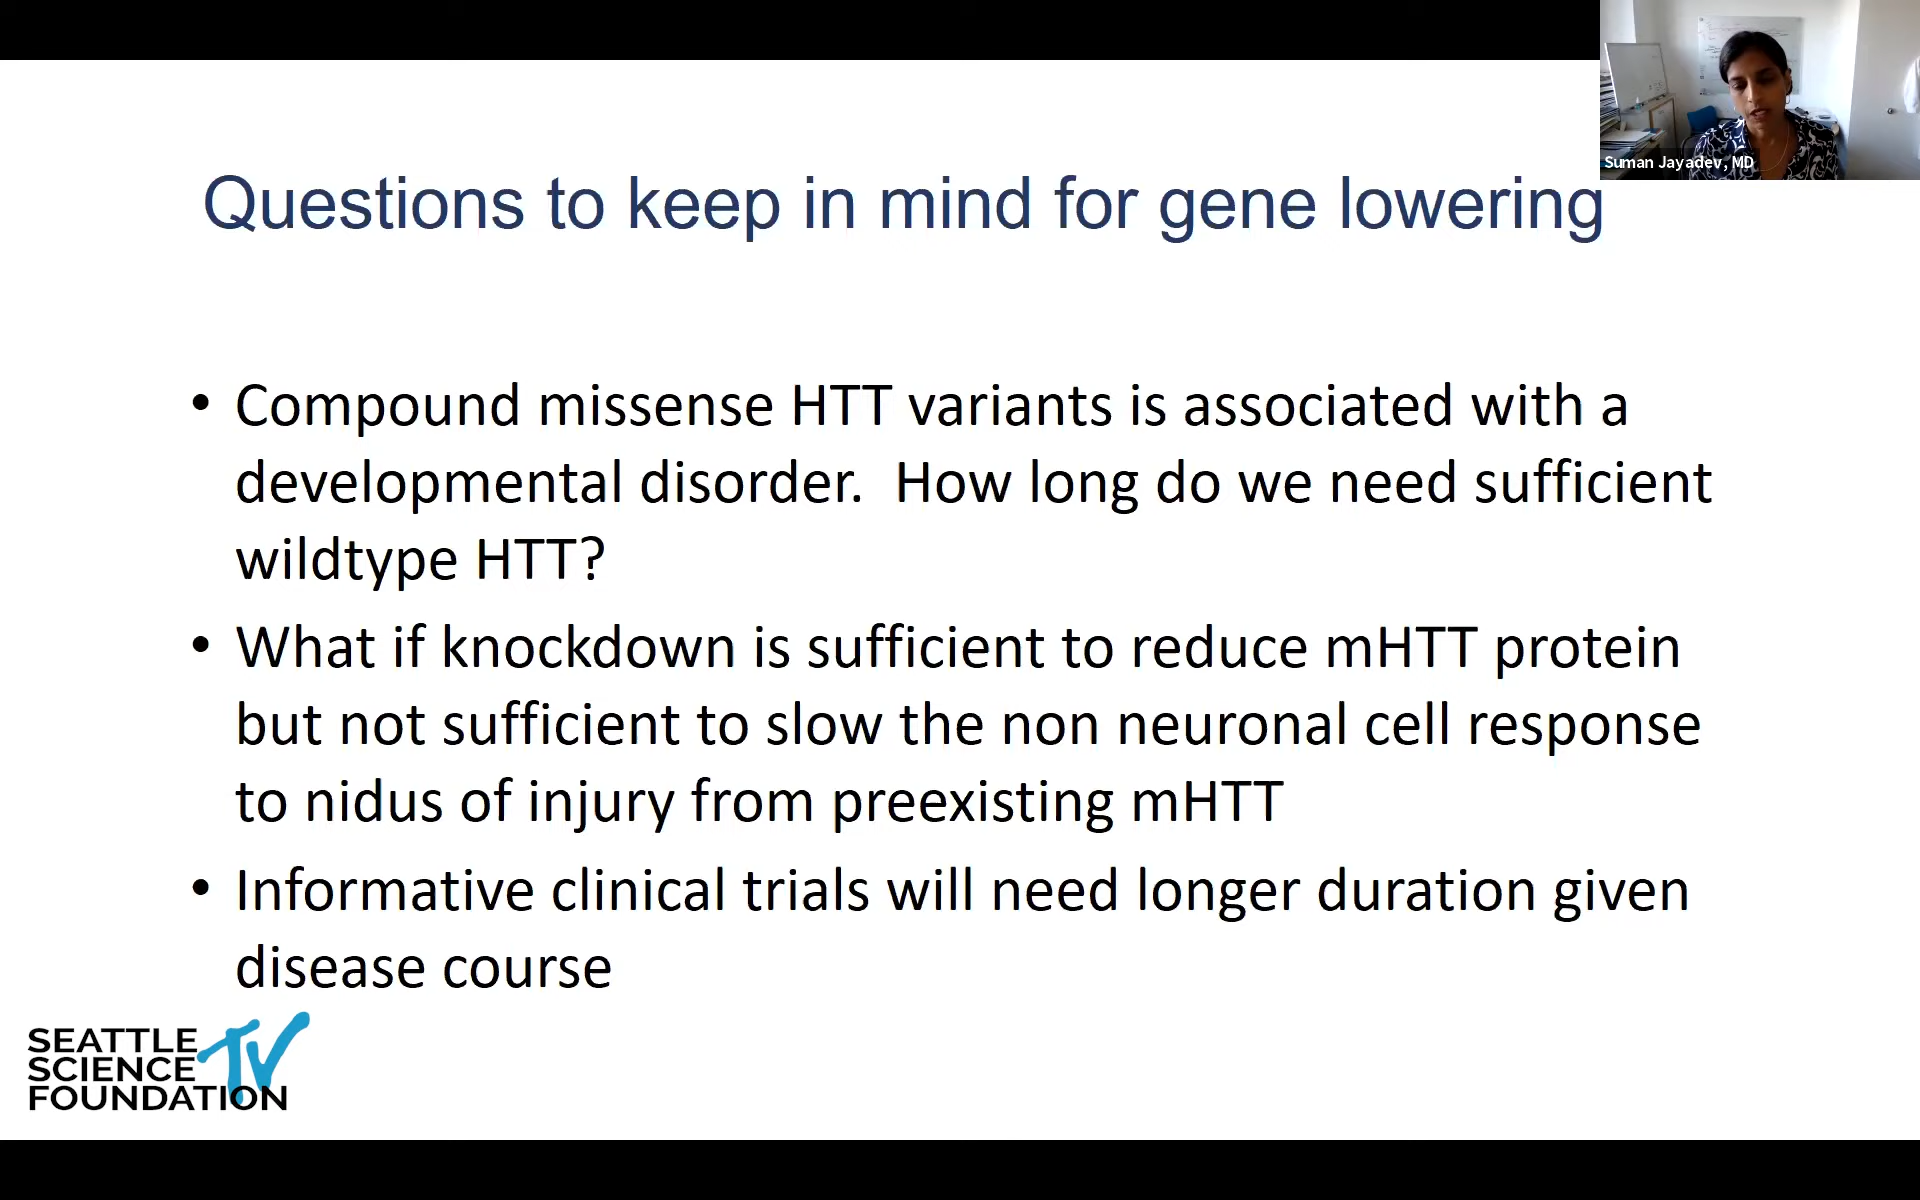 Suman Jayadev, MD
Questions to keep in mind for gene lowering
• Compound missense HTT variants is associated with a
developmental disorder.  How long do we need sufficient
wildtype HTT?
• What if knockdown is sufficient to reduce mHTT protein
but not sufficient to slow the non neuronal cell response
to nidus of injury from preexisting mHTT
• Informative clinical trials will need longer duration given
disease course
SEATTLE
SCIENCE
FOUNDATION
TV